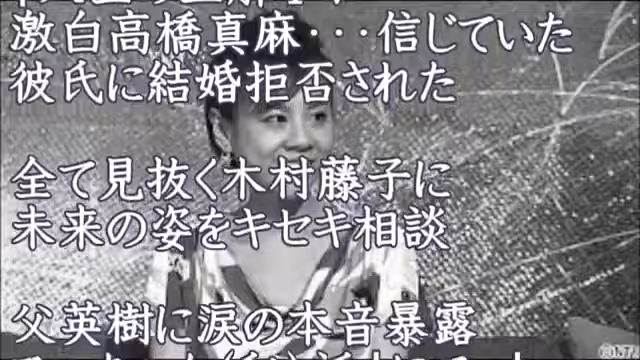 激白高橋真麻・・・信じていた
彼氏に結婚拒否された
全て見抜く木村藤子に
未来の姿をキセキ相談
父英樹に涙の本音暴露